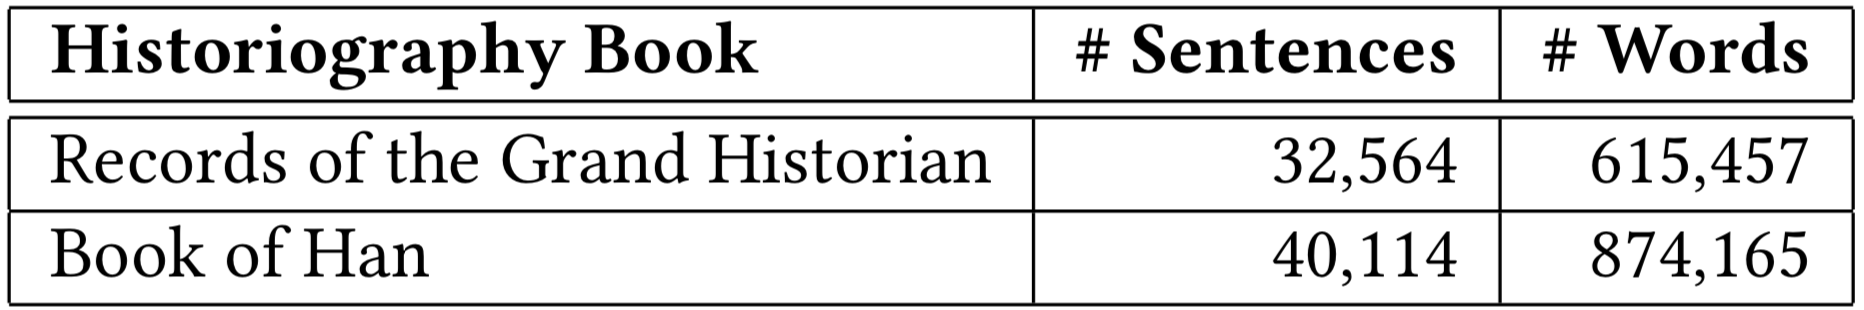 Historiography Book # Sentences # Words
Records of the Grand Historian 32,564 615,457
Book of Han 40,114 874,165